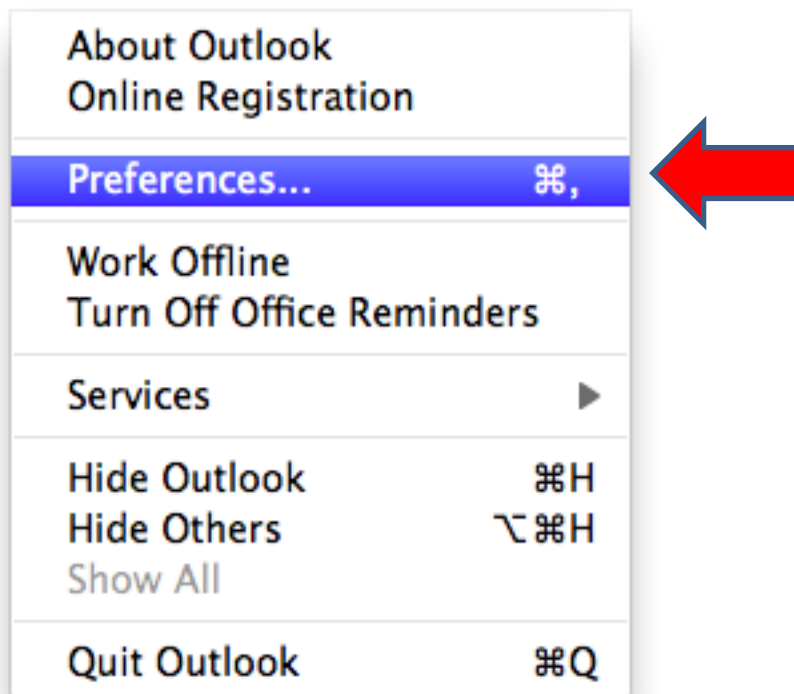 About Outlook
Online Registration
Preferences... ⌘,
Work Offline
Turn Off Office Reminders
Services ▶
Hide Outlook ⌘H
Hide Others ⌥⌘H
Show All
Quit Outlook ⌘Q